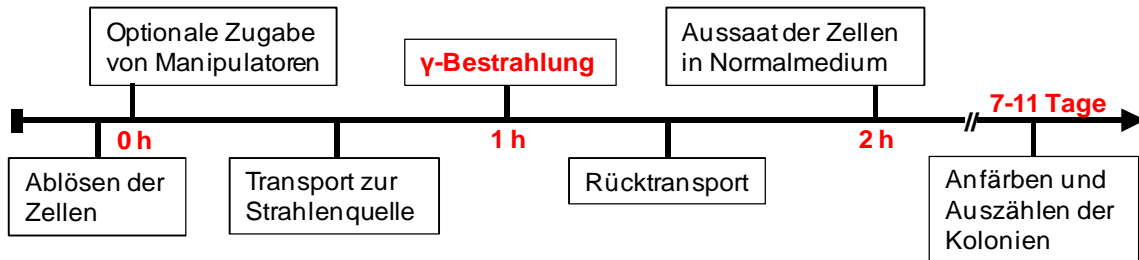 Optionale Zugabe
von Manipulatoren
γ-Bestrahlung
Aussaat der Zellen
in Normalmedium
7-11 Tage
0 h
1 h
2 h
Ablösen der
Zellen
Transport zur
Strahlenquelle
Rücktransport
Anfärben und
Auszählen der
Kolonien